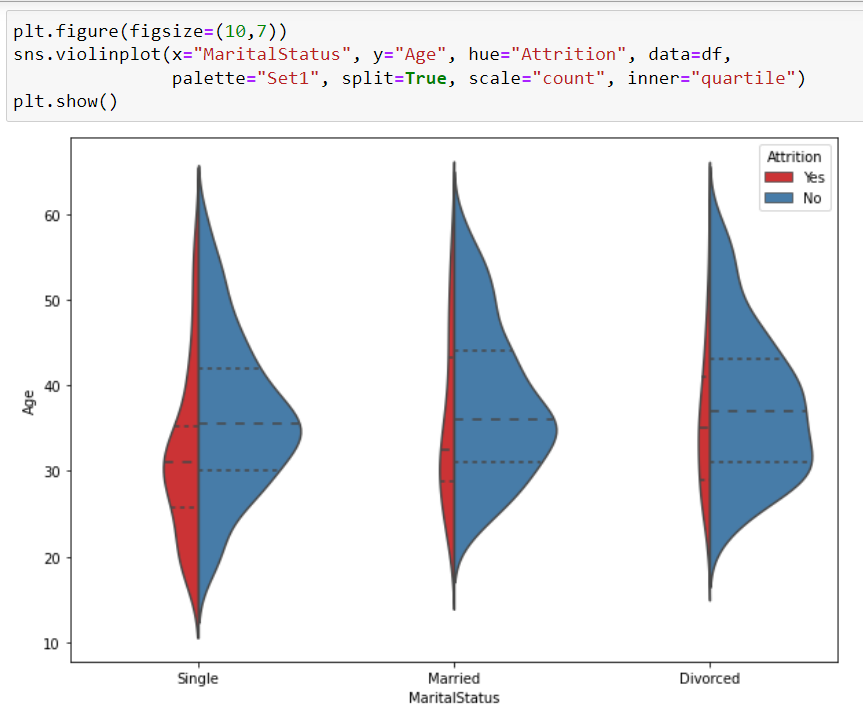 plt.figure(figsize=(10,7))
sns.violinplot(x="MaritalStatus", y="Age", hue="Attrition", data=df,
palette="Set1", split=True, scale="count", inner="quartile")
plt.show()
Attrition
Yes
No
60
50
40
30
20
10
Age
Single
Married
Divorced
MaritalStatus